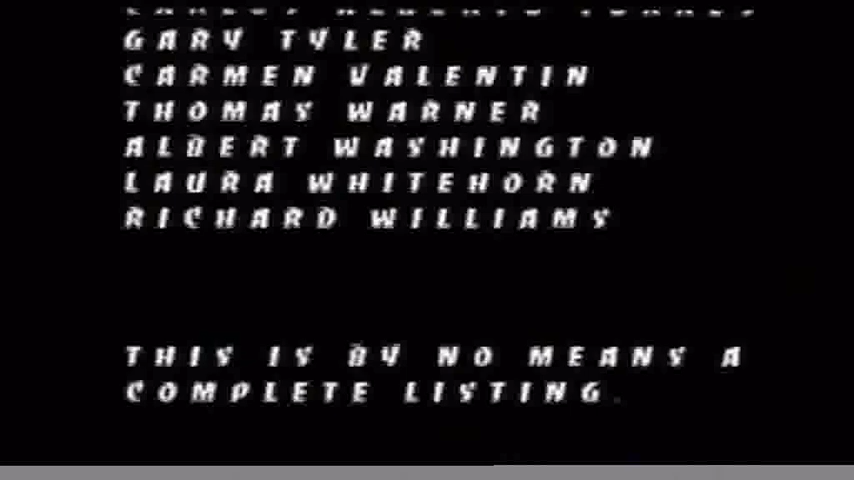 GARY TYLER
CARMEN VALENTIN
THOMAS WARNER
ALBERT WASHINGTON
LAURA WHITEHORN
RICHARD WILLIAMS
THIS IS BY NO MEANS A
COMPLETE LISTING.